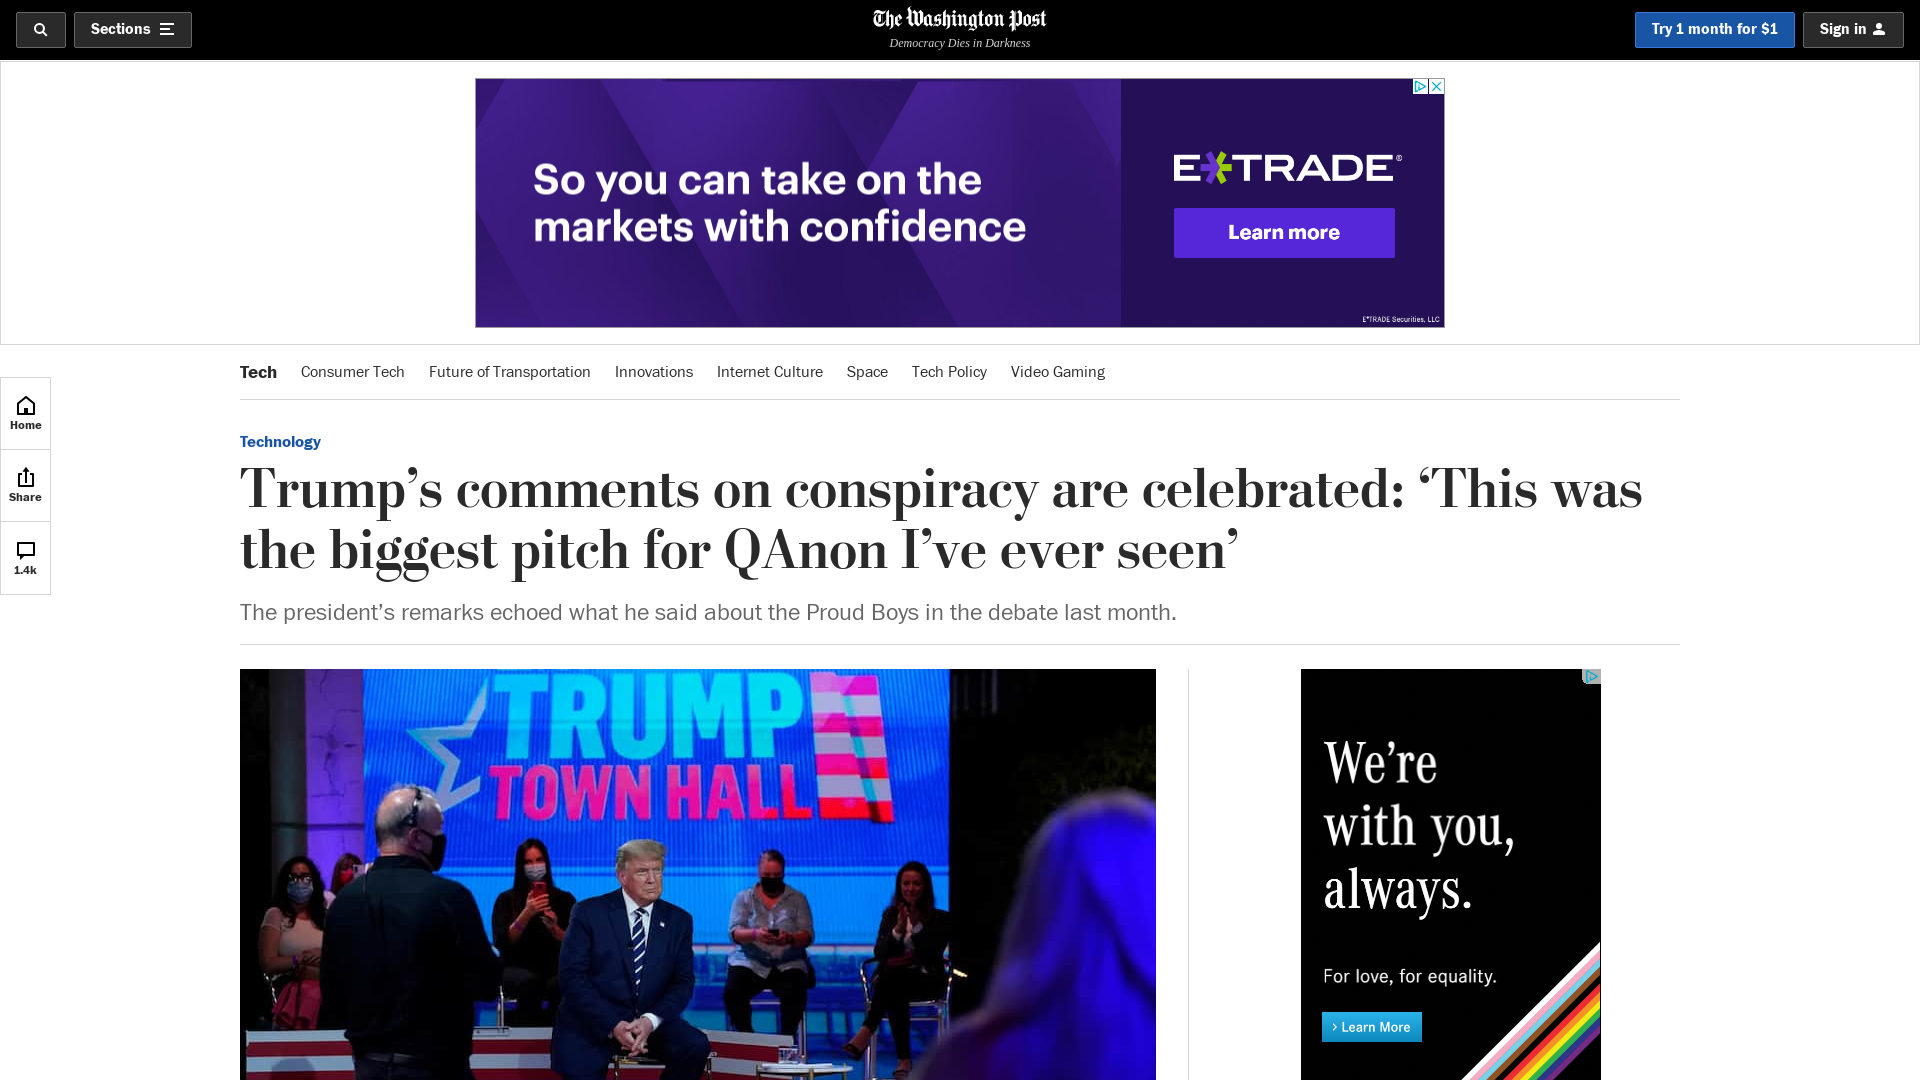 Sections
The Washington Post
Democracy Dies in Darkness
Try 1 month for $1
Sign in
So you can take on the
markets with confidence
E*TRADE®
Learn more
E*TRADE Securities, LLC
Tech
Consumer Tech
Future of Transportation
Innovations
Internet Culture
Space
Tech Policy
Video Gaming
Home
Share
1.4k
Technology
Trump’s comments on conspiracy are celebrated: ‘This was
the biggest pitch for QAnon I’ve ever seen’
The president’s remarks echoed what he said about the Proud Boys in the debate last month.
TRUMP
TOWN HALL
We’re
with you,
always.
For love, for equality.
› Learn More